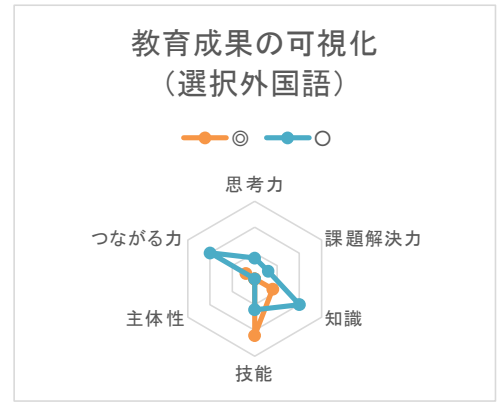 教育成果の可視化
（選択外国語）
◎ ○
思考力
つながる力 課題解決力
主体性 知識
技能